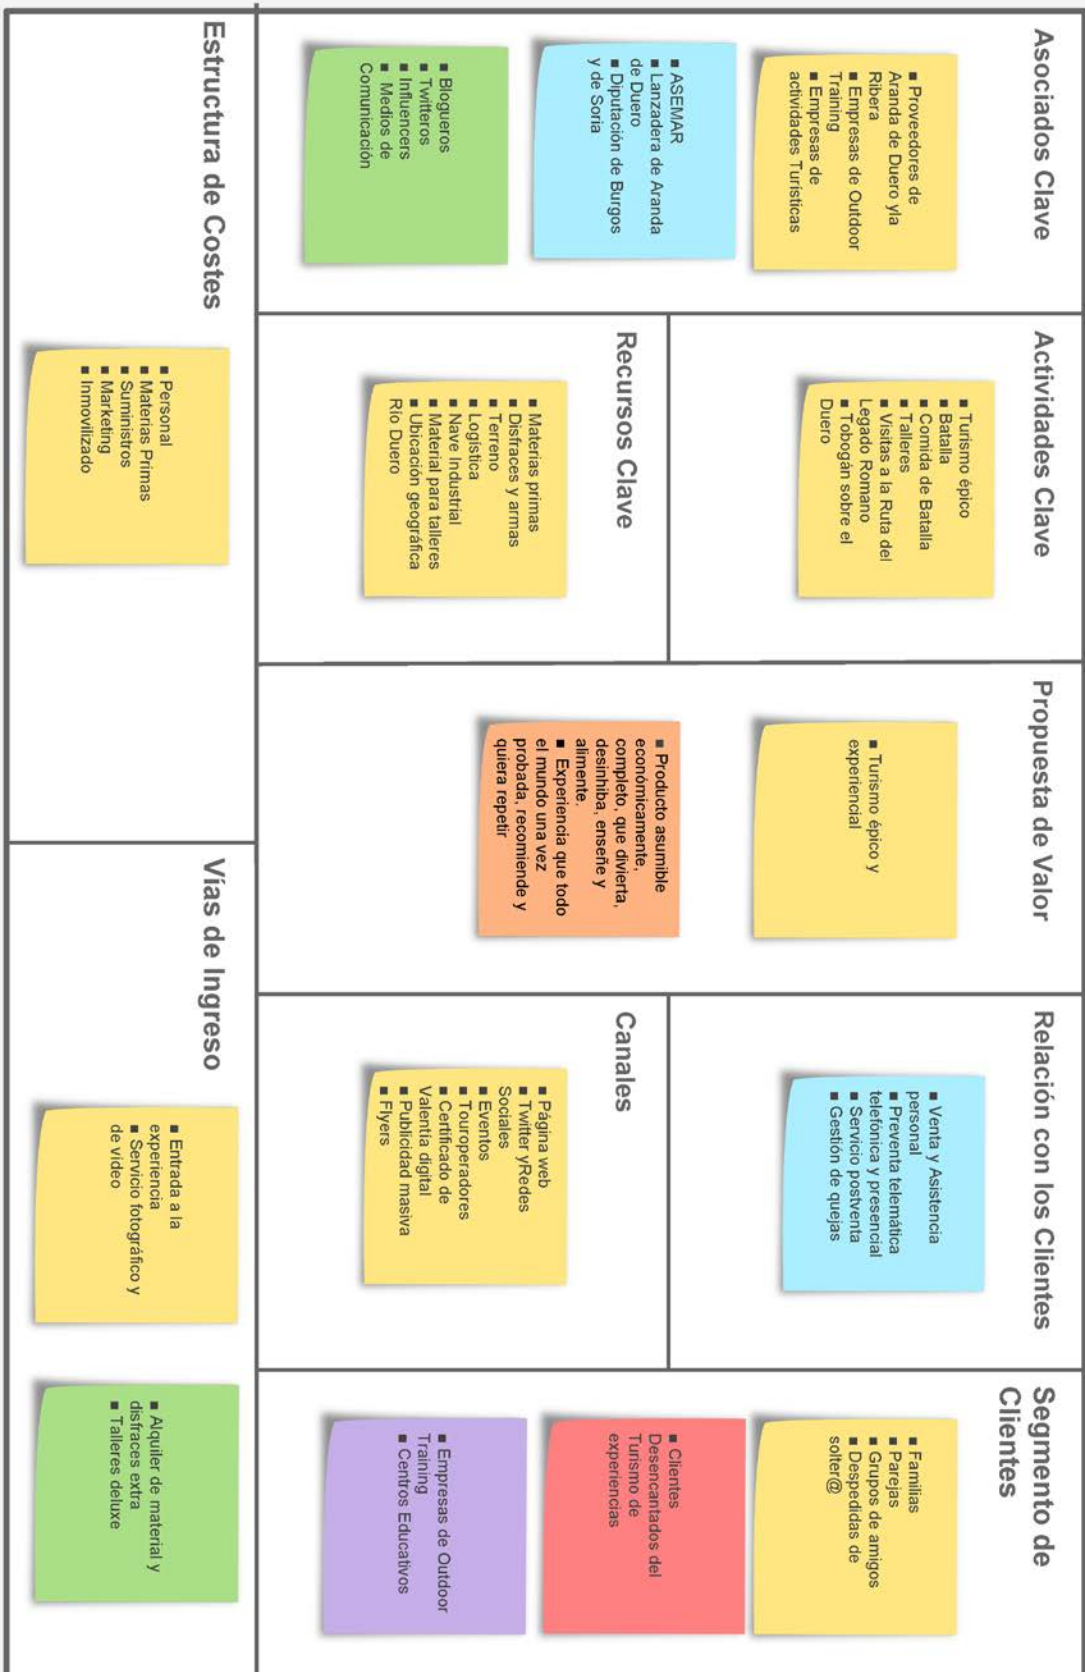 Asociados Clave
■ Proveedores de
Aranda de Duero yla
Ribera
■ Empresas de Outdoor
Training
■ Empresas de
actividades Turísticas
■ ASEMAR
■ Lanzadera de Aranda
de Duero
■ Diputación de Burgos
y de Soria
■ Blogueros
■ Twitteros
■ Influencers
■ Medios de
Comunicación
Actividades Clave
■ Turismo épico
■ Batalla
■ Comida de Batalla
■ Talleres
■ Visitas a la Ruta del
Legado Romano
■ Tobogán sobre el
Duero
Recursos Clave
■ Materias primas
■ Disfraces y armas
■ Terreno
■ Logística
■ Nave Industrial
■ Material para talleres
■ Ubicación geográfica
Río Duero
Propuesta de Valor
■ Turismo épico y
experiencial
■ Producto asumible
económicamente,
completo, que divierta,
desinhiba, enseñe y
alimente.
■ Experiencia que todo
el mundo una vez
probada, recomiende y
quiera repetir
Relación con los Clientes
■ Venta y Asistencia
personal
■ Preventa telemática
telefónica y presencial
■ Servicio postventa
■ Gestión de quejas
Canales
■ Página web
■ Twitter yRedes
Sociales
■ Eventos
■ Touroperadores
■ Certificado de
Valentía digital
■ Publicidad masiva
■ Flyers
Segmento de
Clientes
■ Familias
■ Parejas
■ Grupos de amigos
■ Despedidas de
solter@
■ Clientes
Desencantados del
Turismo de
experiencias
■ Empresas de Outdoor
Training
■ Centros Educativos
Estructura de Costes
■ Personal
■ Materias Primas
■ Suministros
■ Marketing
■ Inmovilizado
Vías de Ingreso
■ Entrada a la
experiencia
■ Servicio fotográfico y
de vídeo
■ Alquiler de material y
disfraces extra
■ Talleres deluxe